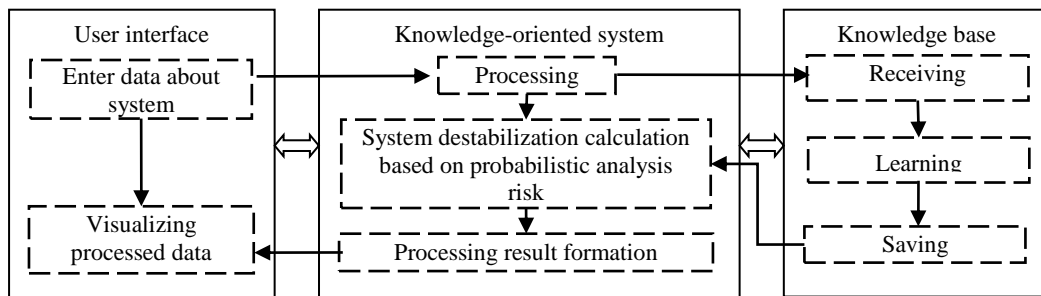 User interface
Enter data about
system
Visualizing
processed data
Knowledge-oriented system
Processing
System destabilization calculation
based on probabilistic analysis
risk
Processing result formation
Knowledge base
Receiving
Learning
Saving